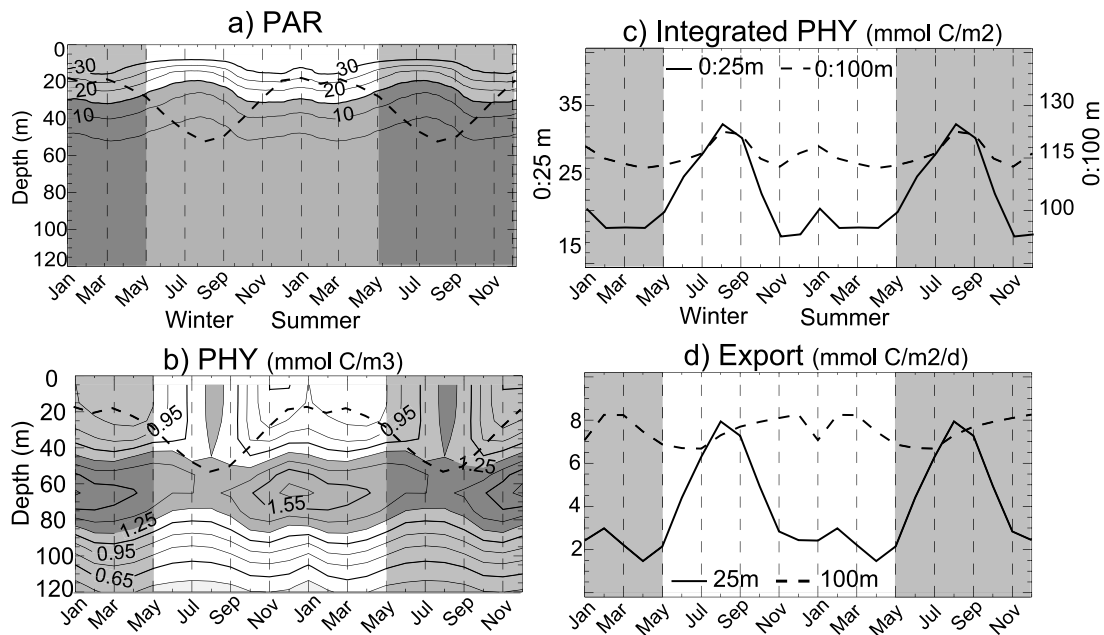 a) PAR
0
20
40
60
80
100
120
Depth (m)
30
20
10
30
20
10
Jan
Mar
May
Jul
Sep
Nov
Jan
Mar
May
Jul
Sep
Nov
Winter
Summer
c) Integrated PHY (mmol C/m2)
0:25m
0:100m
35
25
15
0:25 m
130
115
100
0:100 m
Jan
Mar
May
Jul
Sep
Nov
Jan
Mar
May
Jul
Sep
Nov
Winter
Summer
b) PHY (mmol C/m3)
0
20
40
60
80
100
120
Depth (m)
0.95
0.95
1.25
1.55
1.25
0.95
0.65
Jan
Mar
May
Jul
Sep
Nov
Jan
Mar
May
Jul
Sep
Nov
d) Export (mmol C/m2/d)
8
6
4
2
25m
100m
Jan
Mar
May
Jul
Sep
Nov
Jan
Mar
May
Jul
Sep
Nov